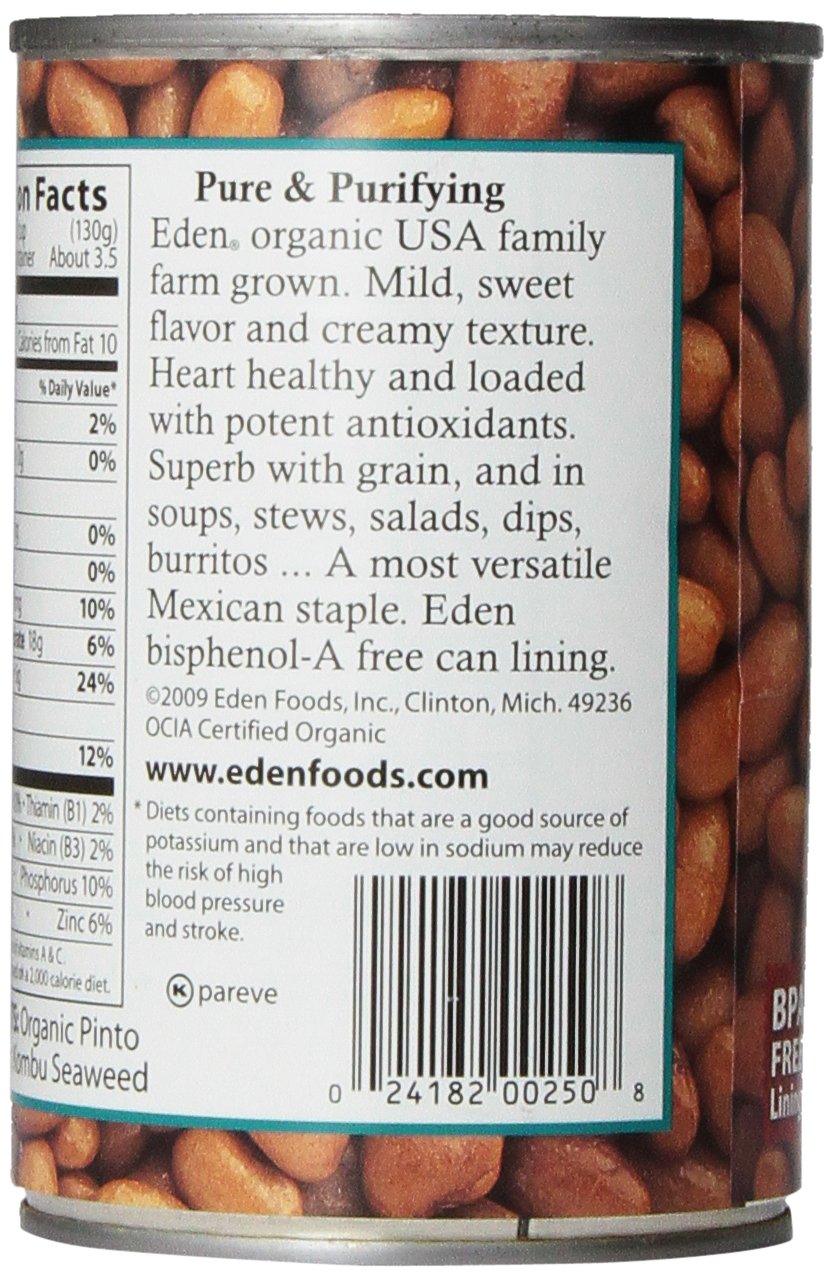 Facts
(130g)
About 3.5
Calories from Fat 10
% Daily Value*
2%
0%
0%
0%
10%
18g 6%
24%
12%
• Thiamin (B1) 2%
• Niacin (B3) 2%
Phosphorus 10%
• Zinc 6%
vitamins A & C.
2,000 calorie diet.
Organic Pinto
Kombu Seaweed
Pure & Purifying
Eden® organic USA family
farm grown. Mild, sweet
flavor and creamy texture.
Heart healthy and loaded
with potent antioxidants.
Superb with grain, and in
soups, stews, salads, dips,
burritos ... A most versatile
Mexican staple. Eden
bisphenol-A free can lining.
©2009 Eden Foods, Inc., Clinton, Mich. 49236
OCIA Certified Organic
www.edenfoods.com
* Diets containing foods that are a good source of
potassium and that are low in sodium may reduce
the risk of high
blood pressure
and stroke.
K pareve
0 24182 00250 8
BPA
FREE
Lining